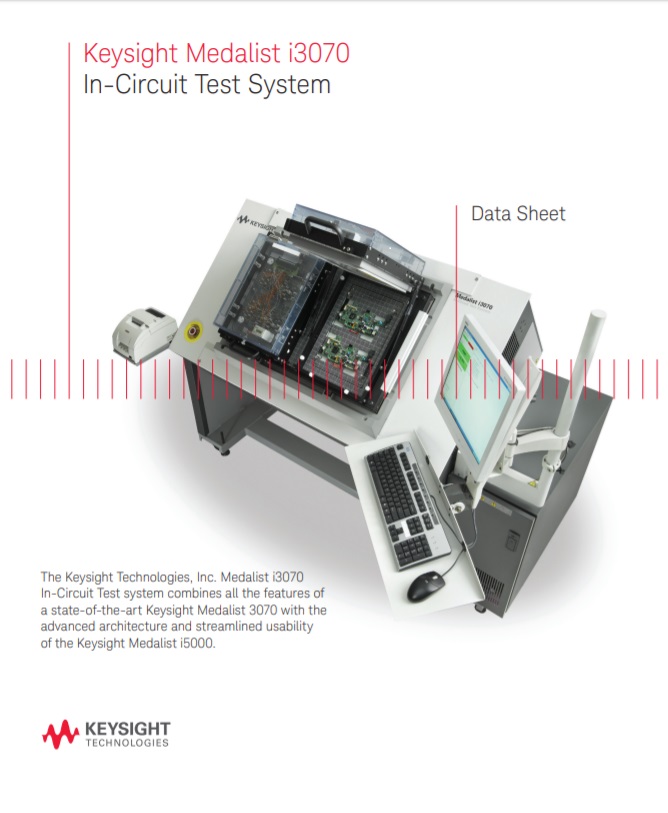 Keysight Medalist i3070
In-Circuit Test System
Data Sheet
KEYSIGHT
Medalist i3070
The Keysight Technologies, Inc. Medalist i3070
In-Circuit Test system combines all the features of
a state-of-the-art Keysight Medalist 3070 with the
advanced architecture and streamlined usability
of the Keysight Medalist i5000.
KEYSIGHT
TECHNOLOGIES